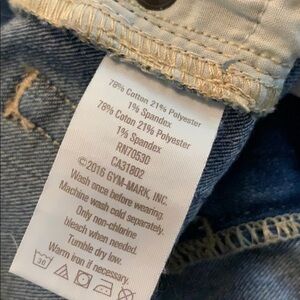 78% Cotton 21% Polyester
1% Spandex
78% Coton 21% Polyester
1% Spandex
RN70530
CA31802
©2016 GYM-MARK, INC.
Wash once before wearing.
Machine wash cold separately.
Only non-chlorine
bleach when needed.
Tumble dry low.
Warm iron if necessary.
30